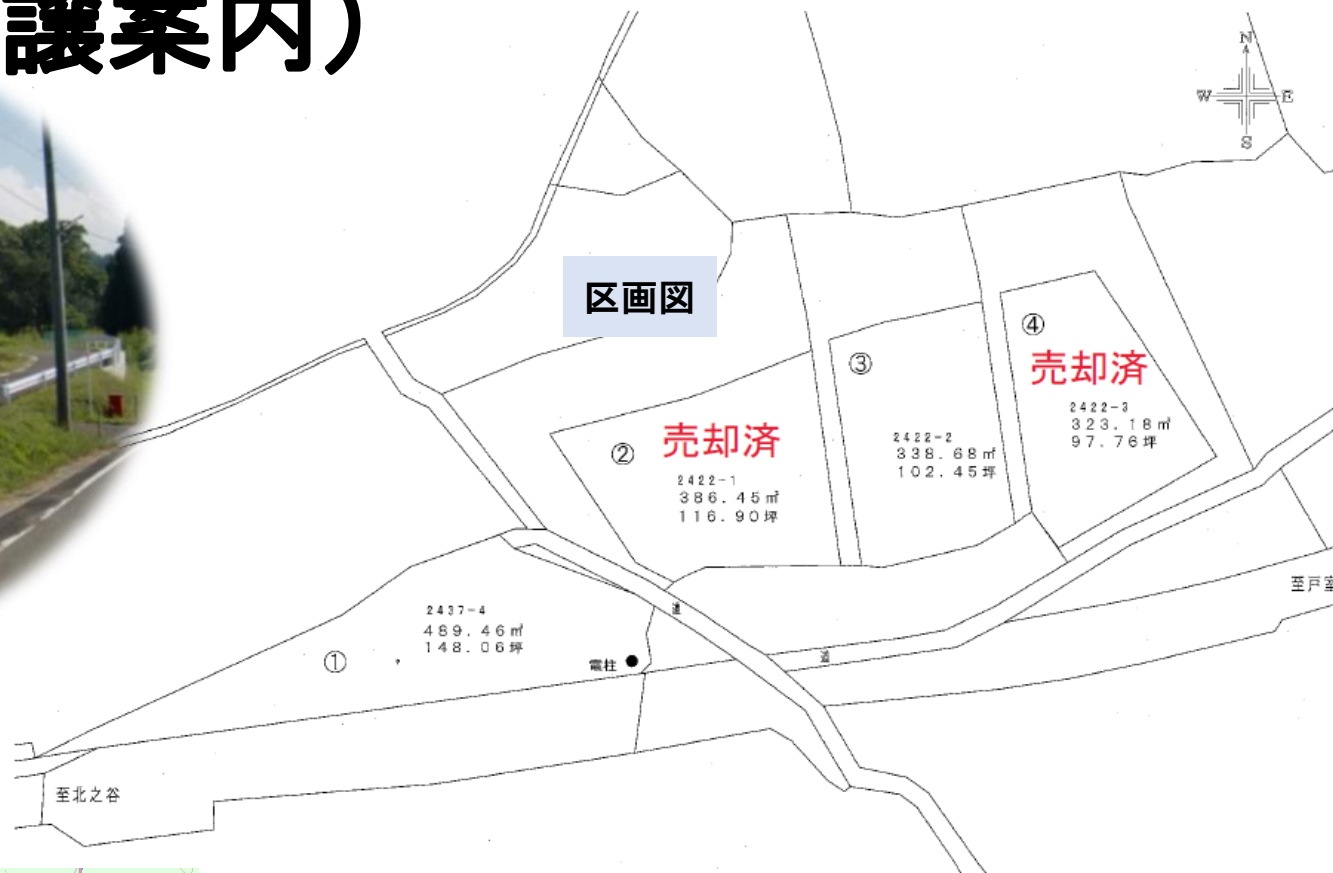 譲案内）
N
W E
S
区画図
④
売却済
2422-3
323.18㎡
97.76坪
③
2422-2
338.68㎡
102.45坪
② 売却済
2422-1
386.45㎡
116.90坪
2437-4
489.46㎡
148.06坪
①
電柱
道
道
至戸室
至北之谷